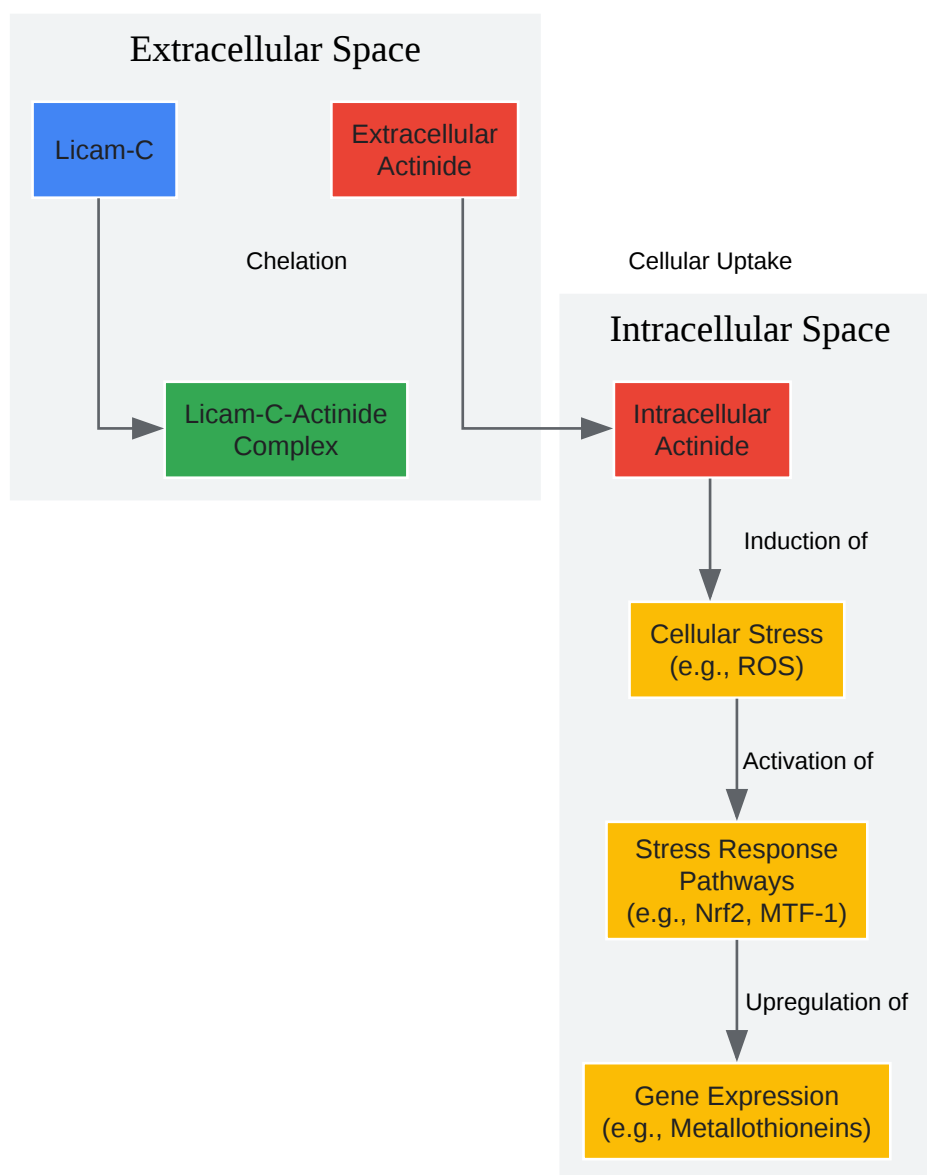 Extracellular Space
Licam-C
Extracellular
Actinide
Chelation
Cellular Uptake
Intracellular Space
Licam-C-Actinide
Complex
Intracellular
Actinide
Induction of
Cellular Stress
(e.g., ROS)
Activation of
Stress Response
Pathways
(e.g., Nrf2, MTF-1)
Upregulation of
Gene Expression
(e.g., Metallothioneins)